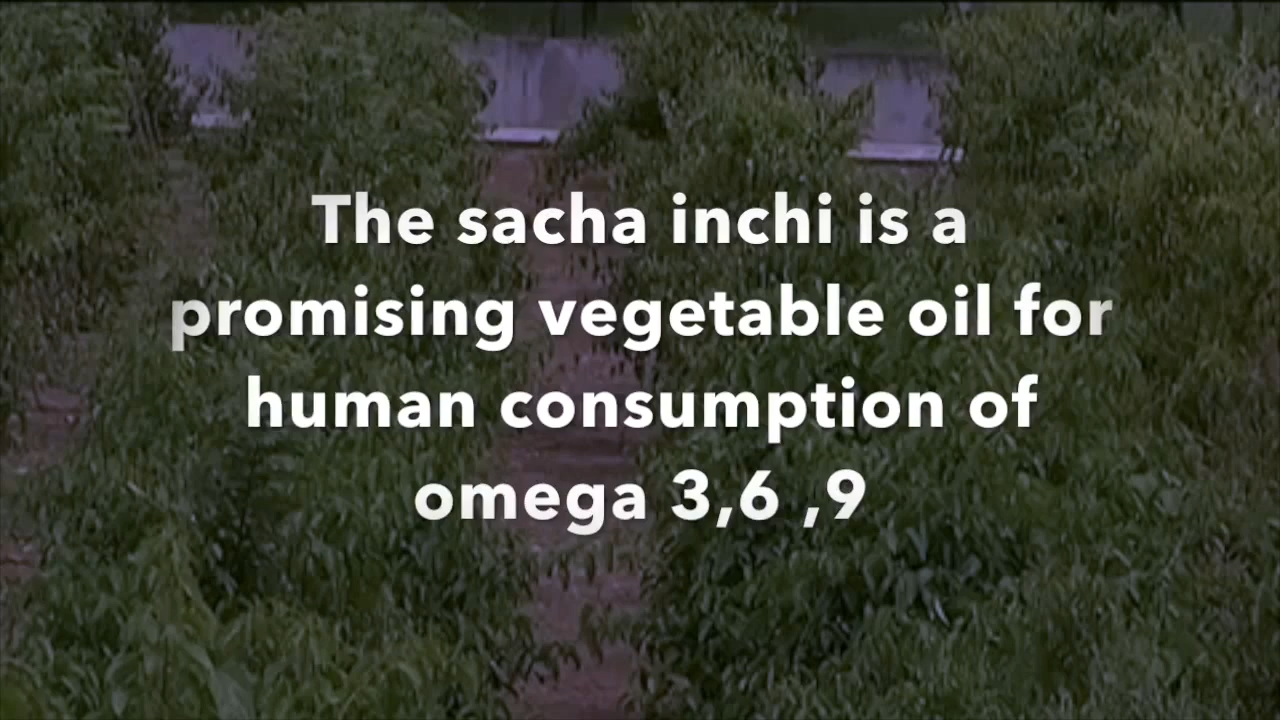 The sacha inchi is a
promising vegetable oil for
human consumption of
omega 3,6 ,9